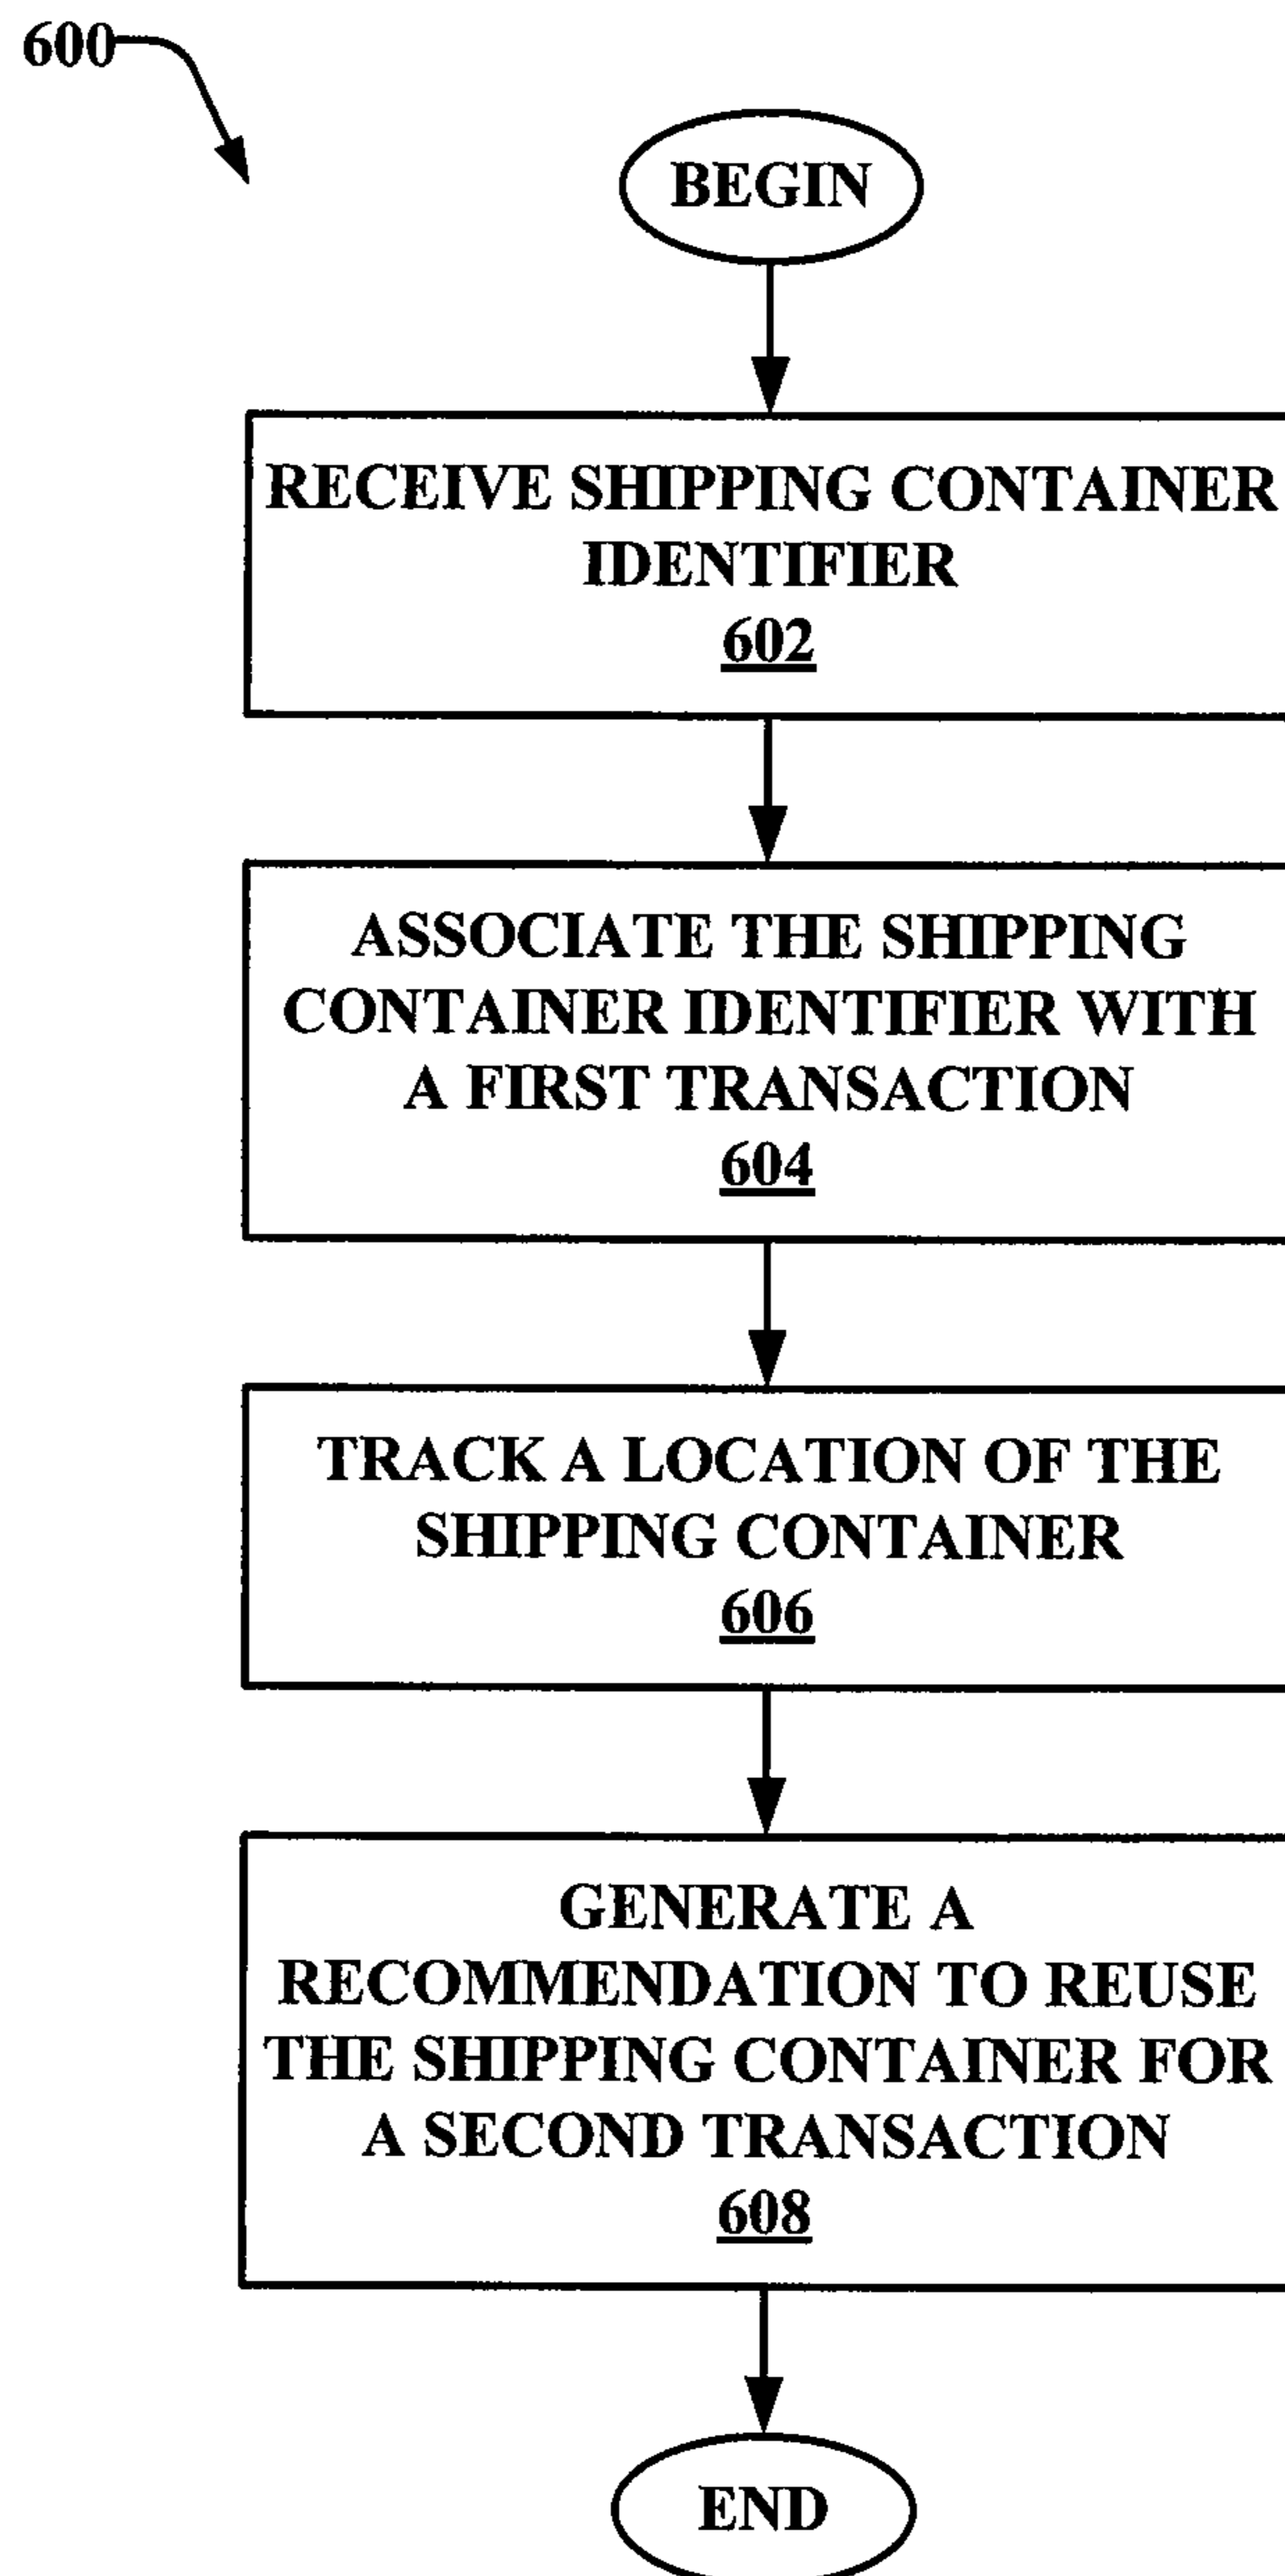 600
BEGIN
RECEIVE SHIPPING CONTAINER
IDENTIFIER
602
ASSOCIATE THE SHIPPING
CONTAINER IDENTIFIER WITH
A FIRST TRANSACTION
604
TRACK A LOCATION OF THE
SHIPPING CONTAINER
606
GENERATE A
RECOMMENDATION TO REUSE
THE SHIPPING CONTAINER FOR
A SECOND TRANSACTION
608
END